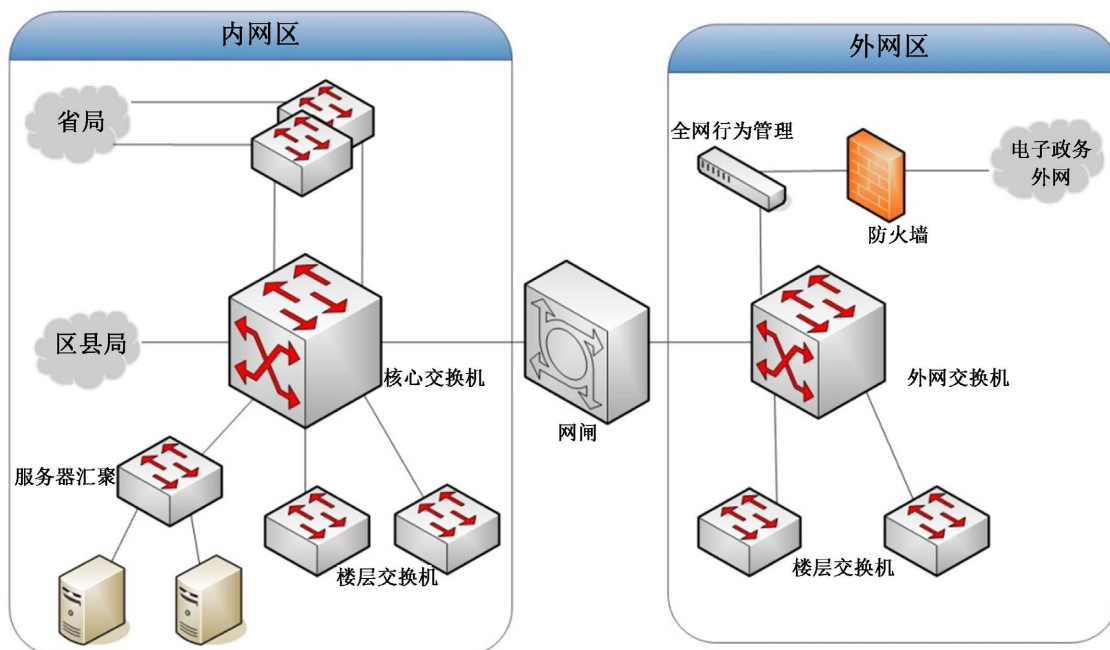 内网区
外网区
省局
全网行为管理
电子政务
外网
防火墙
区县局
核心交换机
网闸
外网交换机
服务器汇聚
楼层交换机
楼层交换机